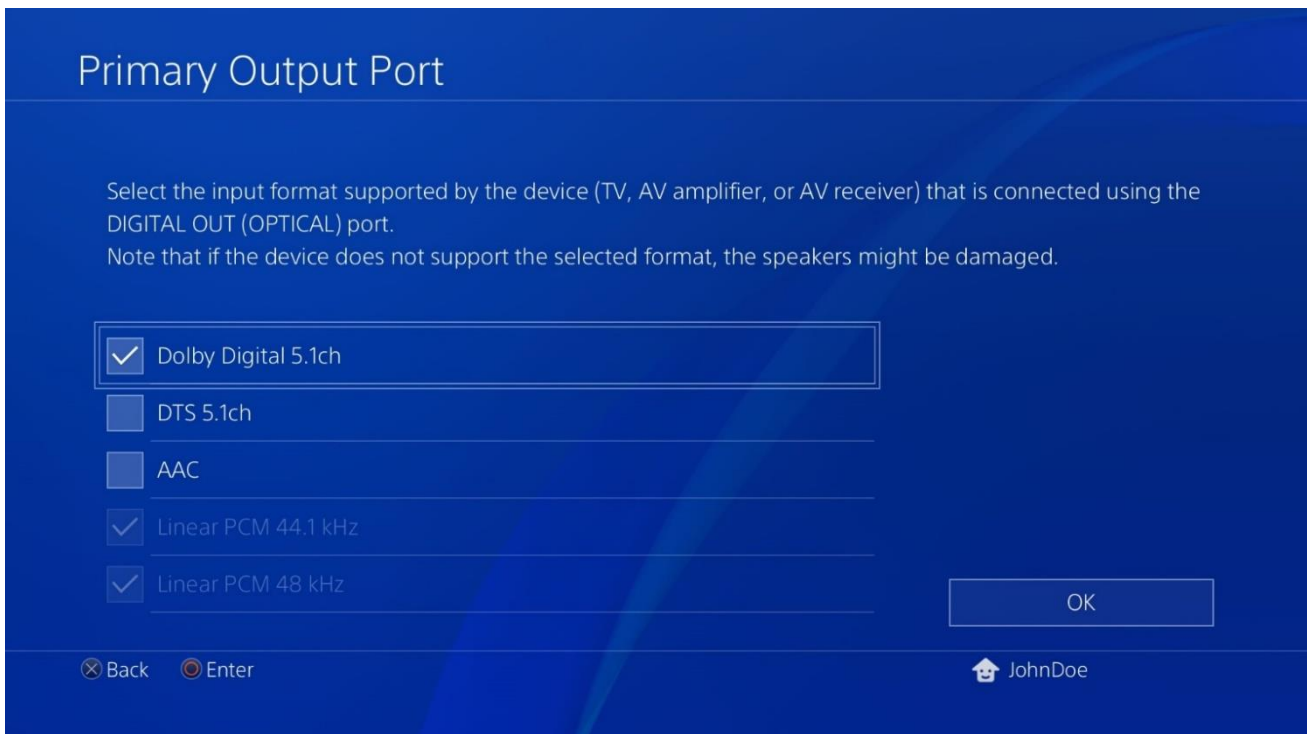 Primary Output Port
Select the input format supported by the device (TV, AV amplifier, or AV receiver) that is connected using the
DIGITAL OUT (OPTICAL) port.
Note that if the device does not support the selected format, the speakers might be damaged.
Dolby Digital 5.1ch
DTS 5.1ch
AAC
Linear PCM 44.1 kHz
Linear PCM 48 kHz
OK
Back Enter JohnDoe